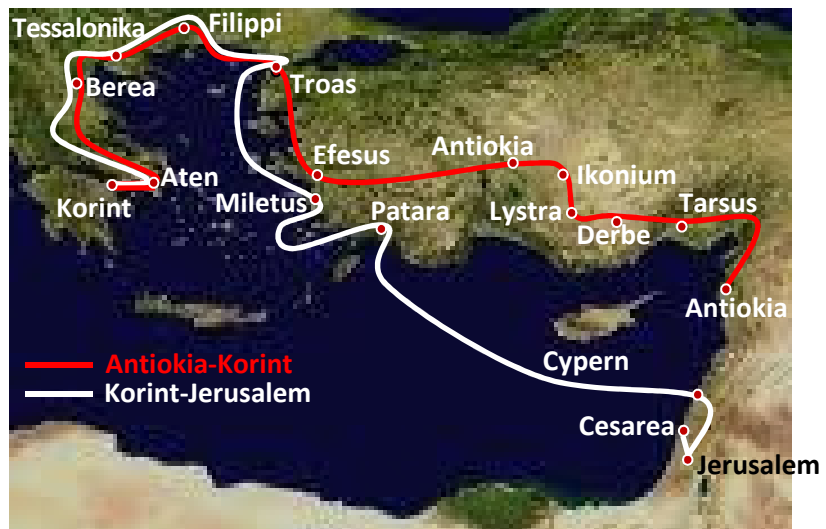 Tessalonika
Filippi
Berea
Troas
Efesus
Antiokia
Aten
Ikonium
Korint
Miletus
Patara
Lystra
Tarsus
Derbe
Antiokia
Antiokia-Korint
Cypern
Korint-Jerusalem
Cesarea
Jerusalem